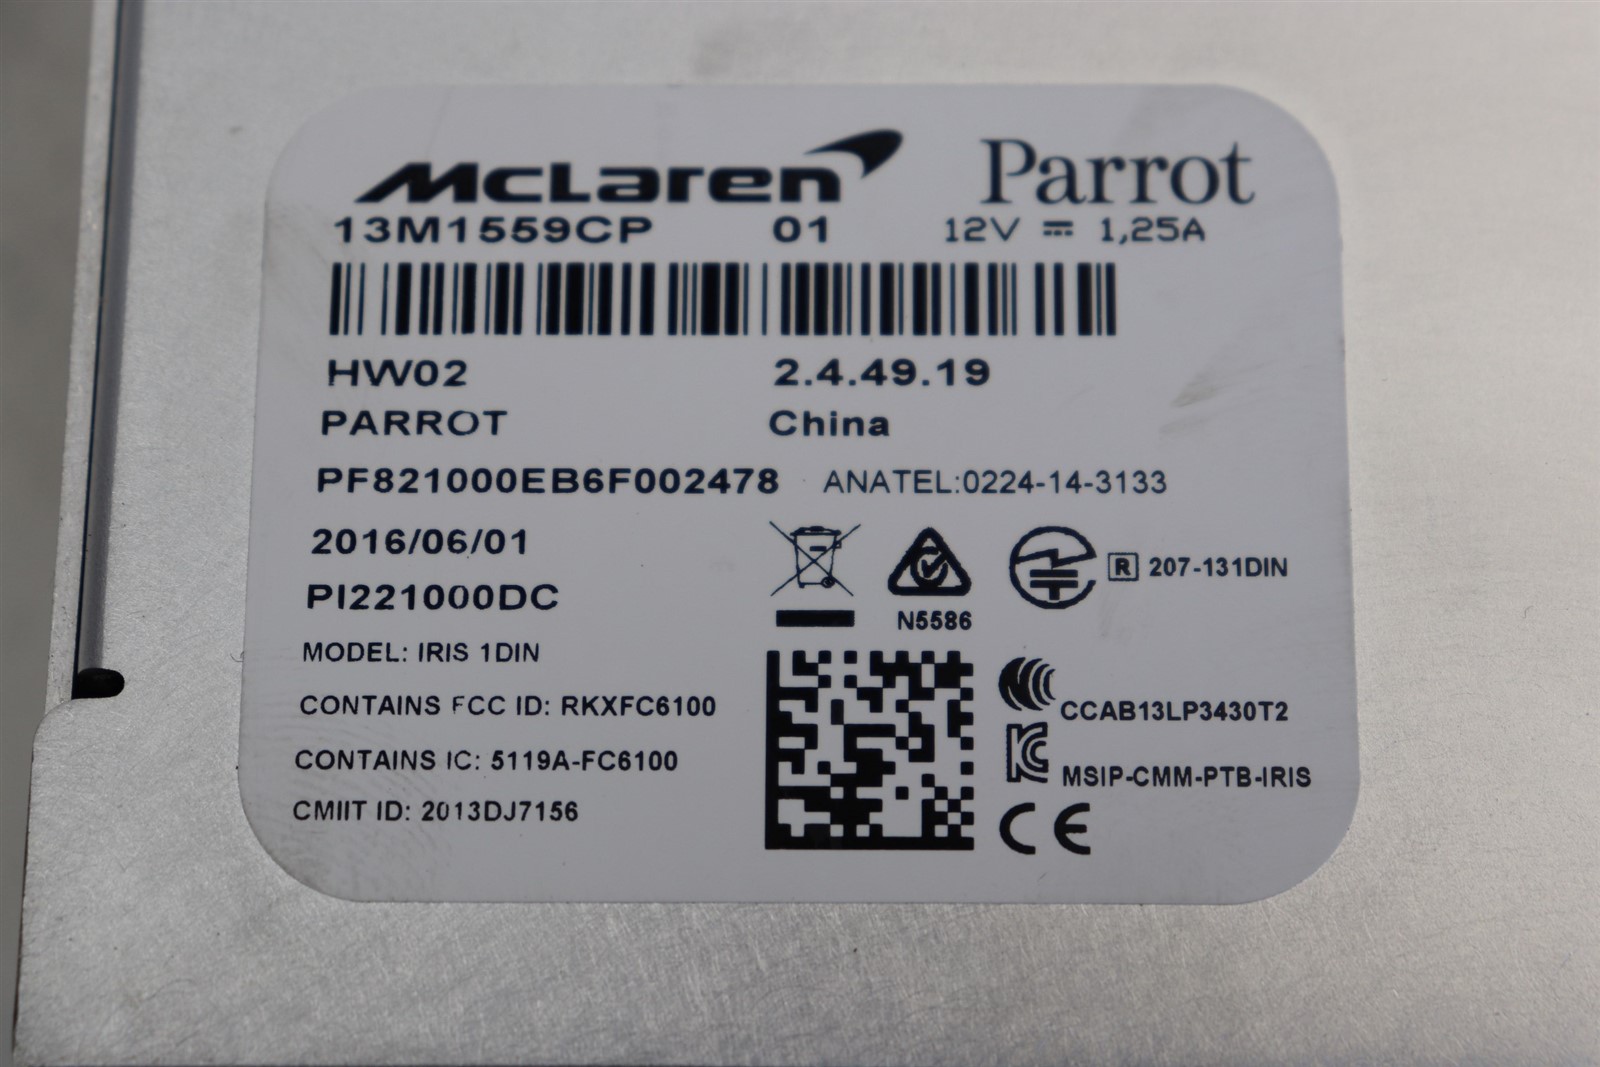 McLaren Parrot
13M1559CP 01 12V ⎓ 1,25A
HW02 2.4.49.19
PARROT China
PF821000EB6F002478 ANATEL:0224-14-3133
2016/06/01
R 207-131DIN
PI221000DC
N5586
MODEL: IRIS 1DIN
CONTAINS FCC ID: RKXFC6100
CCAB13LP3430T2
CONTAINS IC: 5119A-FC6100
MSIP-CMM-PTB-IRIS
CMIIT ID: 2013DJ7156
CE